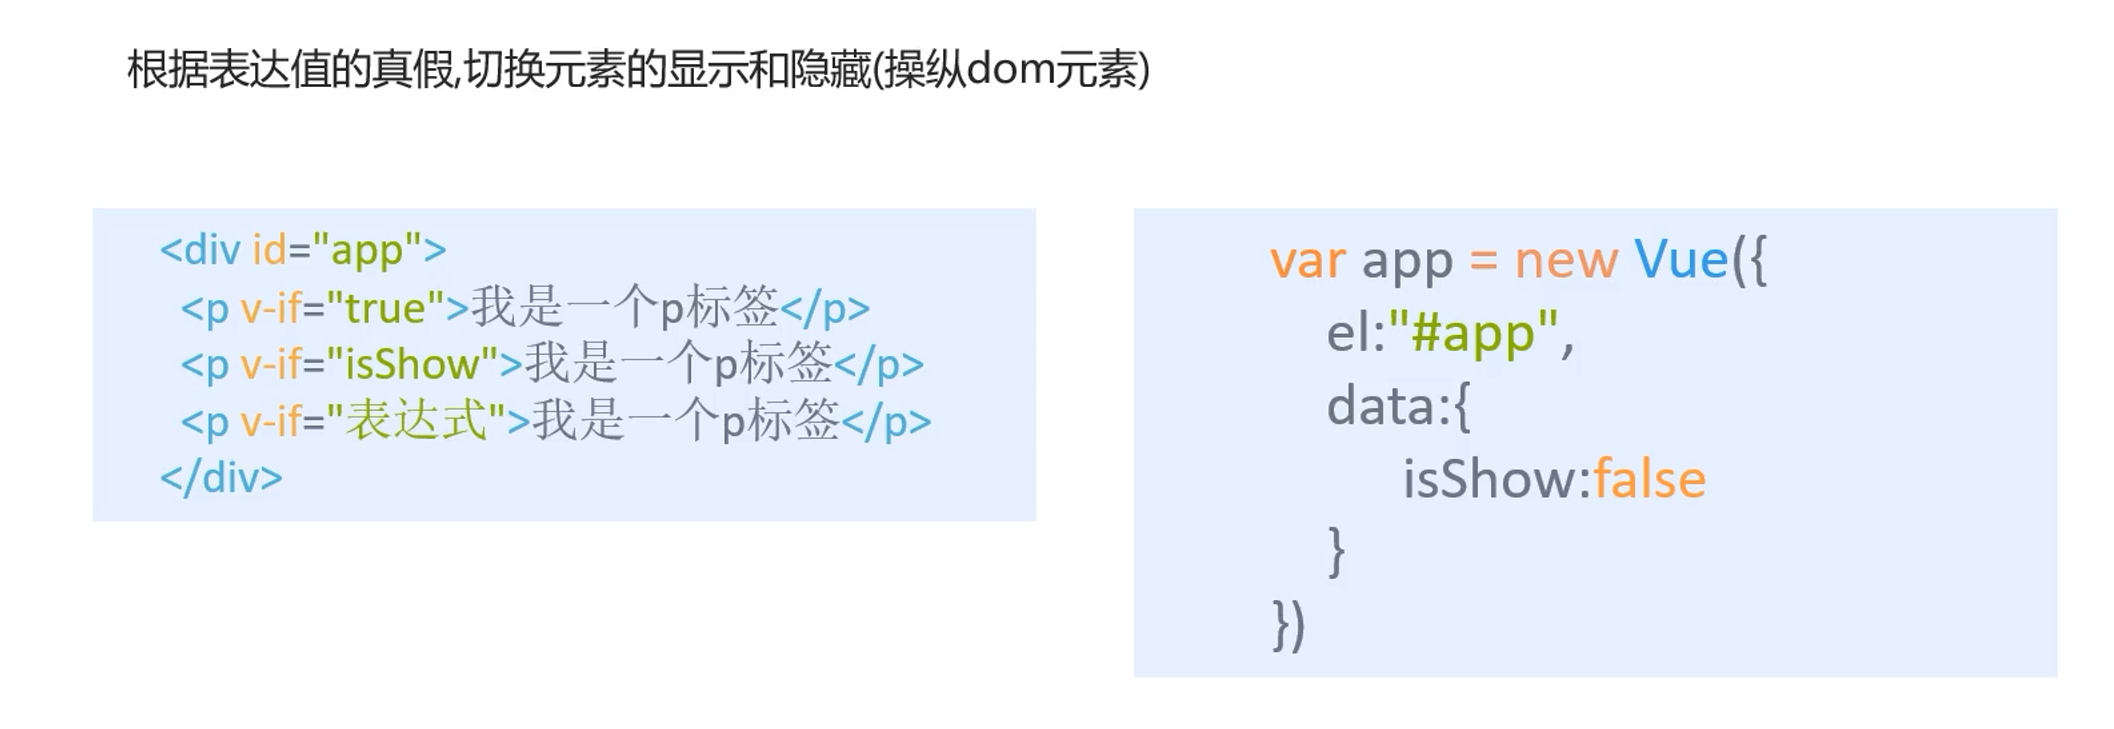 根据表达值的真假,切换元素的显示和隐藏(操纵dom元素)
<div id="app">
<p v-if="true">我是一个p标签</p>
<p v-if="isShow">我是一个p标签</p>
<p v-if="表达式">我是一个p标签</p>
</div>
var app = new Vue({
el:"#app",
data:{
isShow:false
}
})